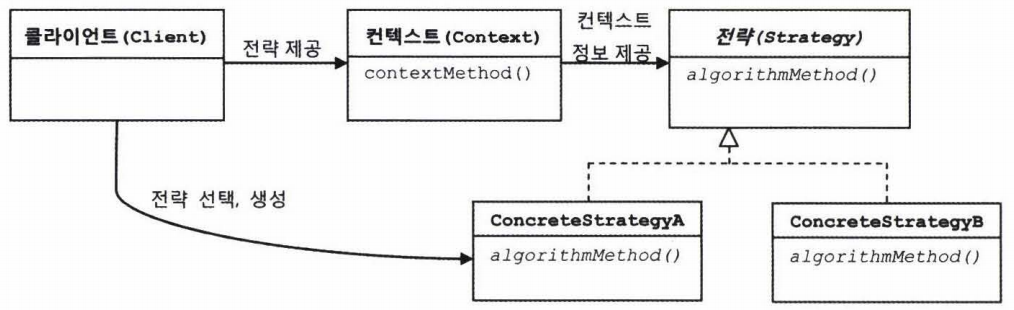 클라이언트(Client)
전략 제공
컨텍스트(Context)
contextMethod()
컨텍스트
정보 제공
전략(Strategy)
algorithmMethod()
전략 선택, 생성
ConcreteStrategyA
algorithmMethod()
ConcreteStrategyB
algorithmMethod()